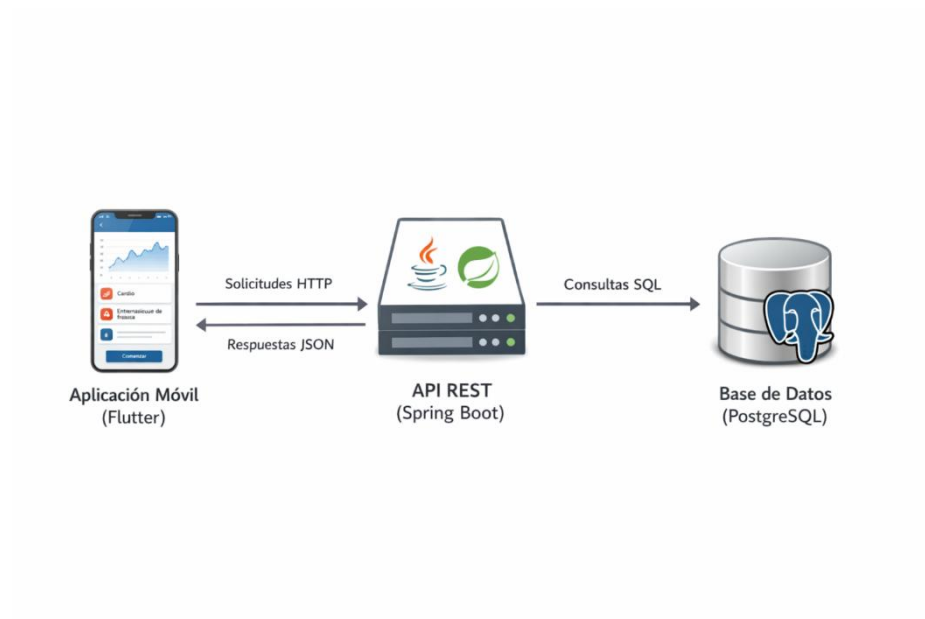 Cardio
Solicitudes HTTP
Respuestas JSON
Consultas SQL
Comenzar
Aplicación Móvil
(Flutter)
API REST
(Spring Boot)
Base de Datos
(PostgreSQL)